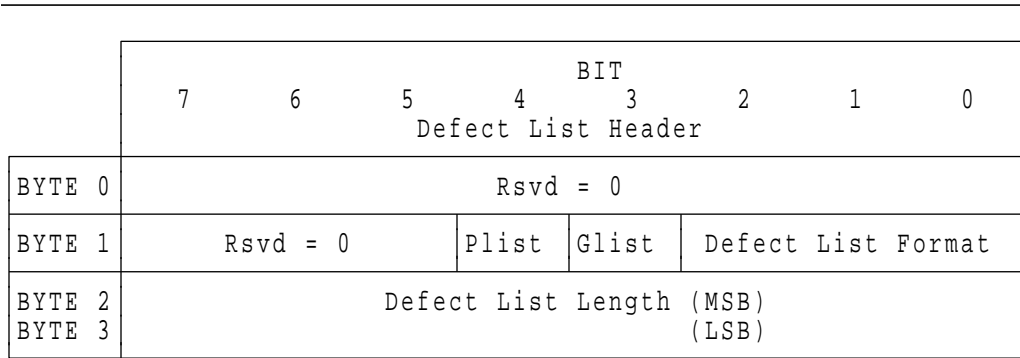 BIT
7 6 5 4 3 2 1 0
Defect List Header
BYTE 0 Rsvd = 0
BYTE 1 Rsvd = 0 Plist Glist Defect List Format
BYTE 2 Defect List Length (MSB)
BYTE 3 (LSB)